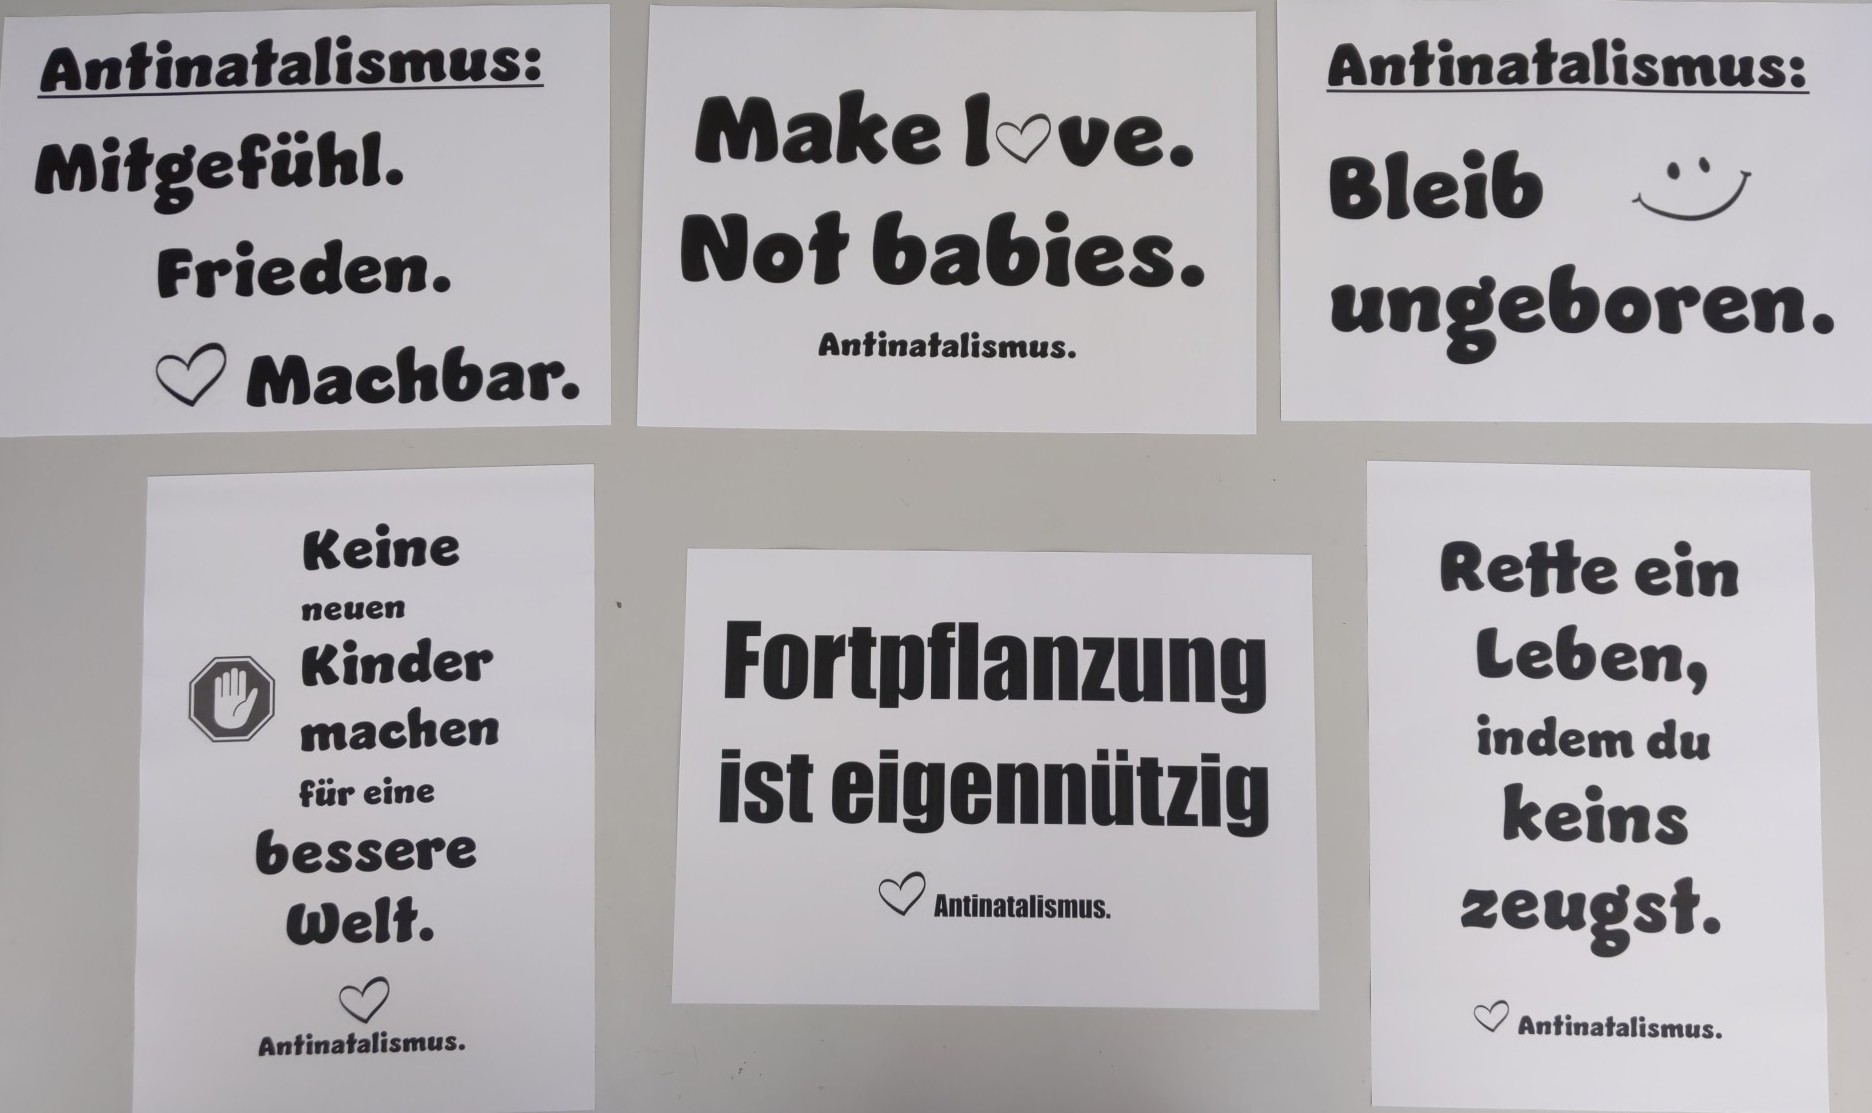 Antinatalismus:
Mitgefühl.
Frieden.
Machbar.
Make love.
Not babies.
Antinatalismus.
Antinatalismus:
Bleib
ungeboren.
Keine
neuen
Kinder
machen
für eine
bessere
Welt.
Antinatalismus.
Fortpflanzung
ist eigennützig
Antinatalismus.
Rette ein
Leben,
indem du
keins
zeugst.
Antinatalismus.